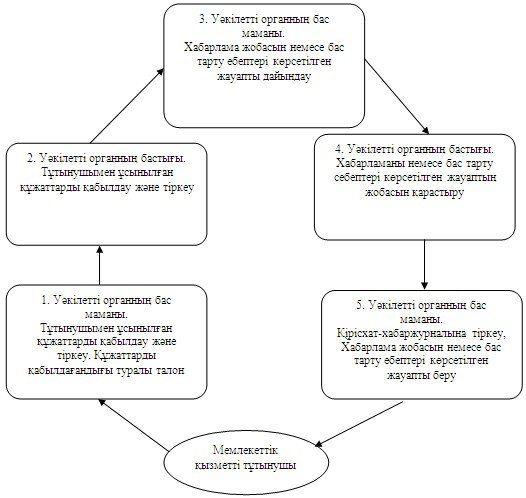 3. Уәкілетті органның бас
маманы.
Хабарлама жобасын немесе бас
тарту ебептері көрсетілген
жауапты дайындау
2. Уәкілетті органның бастығы.
Тұтынушымен ұсынылған
құжаттарды қабылдау және тіркеу
4. Уәкілетті органның бастығы.
Хабарламаны немесе бас тарту
себептері көрсетілген жауаптың
жобасын қарастыру
1. Уәкілетті органның бас
маманы.
Тұтынушымен ұсынылған
құжаттарды қабылдау және
тіркеу. Құжаттарды
қабылдағандығы туралы талон
5. Уәкілетті органның бас
маманы.
Кірісхат-хабаржурналына тіркеу,
Хабарлама жобасын немесе бас
тарту ебептері көрсетілген
жауапты беру
Мемлекеттік
қызметті тұтынушы